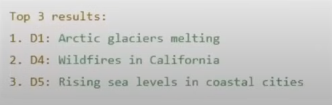 Top 3 results:
1. D1: Arctic glaciers melting
2. D4: Wildfires in California
3. D5: Rising sea levels in coastal cities